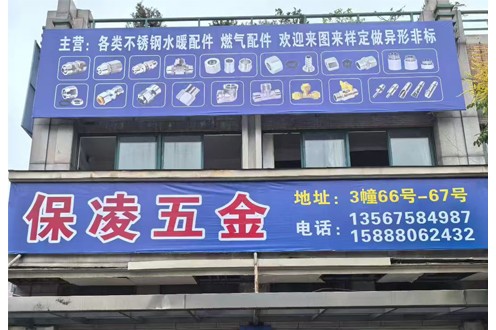 主营：各类不锈钢水暖配件 燃气配件 欢迎来图来样定做异形非标
保凌五金
地址：3幢66号-67号
电话：13567584987
15888062432